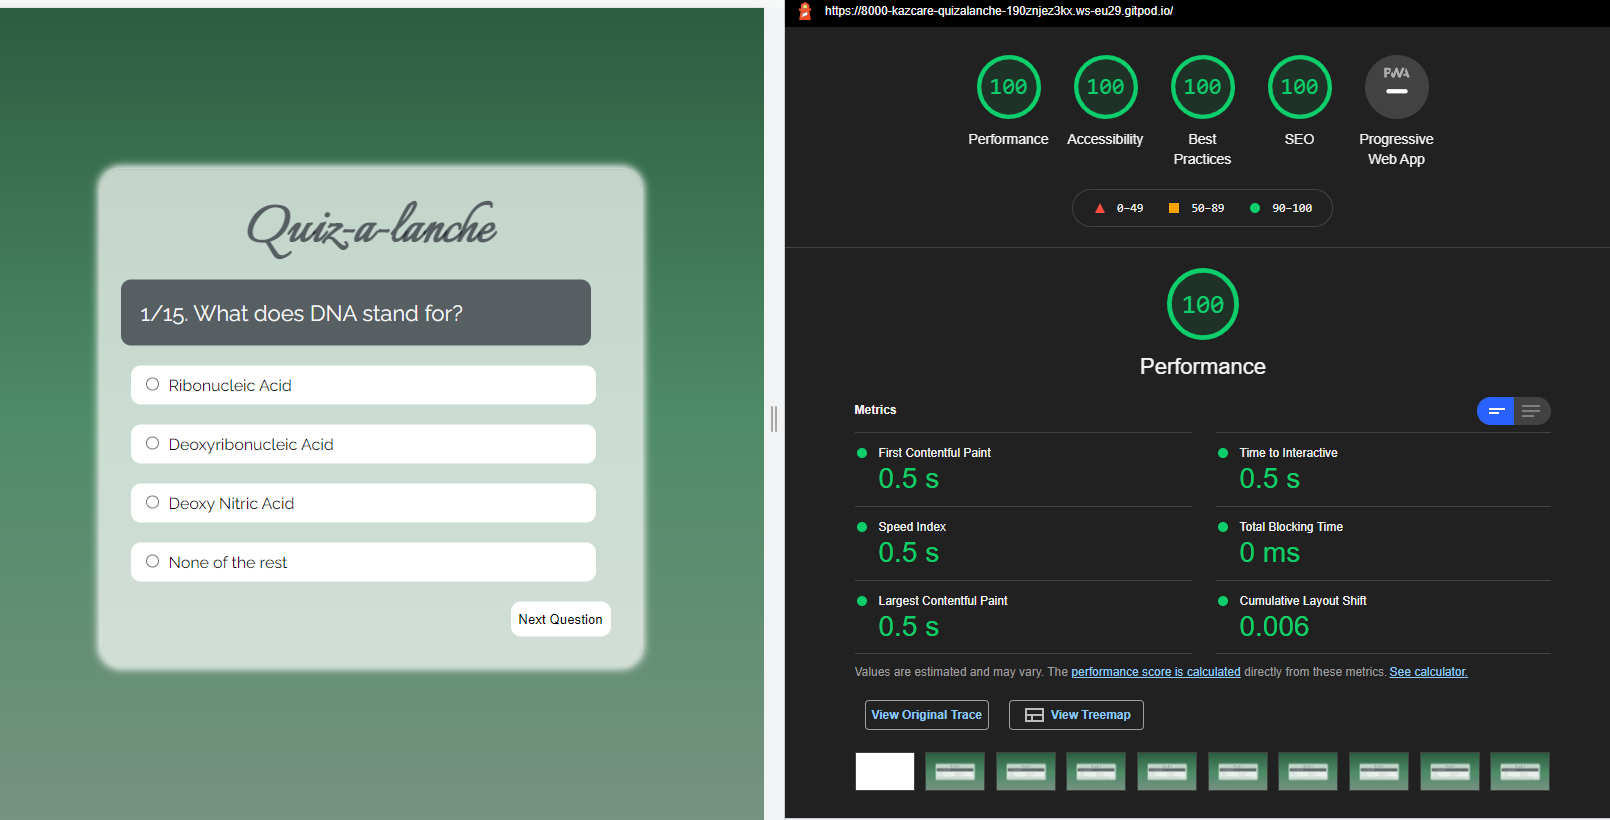 Quiz-a-lanche
1/15. What does DNA stand for?
Ribonucleic Acid
Deoxyribonucleic Acid
Deoxy Nitric Acid
None of the rest
Next Question
https://8000-kazcare-quizalanche-190znjez3kx.ws-eu29.gitpod.io/
100 100 100 100 PWA
Performance Accessibility Best Practices SEO Progressive Web App
0–49 50–89 90–100
100
Performance
Metrics
First Contentful Paint
0.5 s
Time to Interactive
0.5 s
Speed Index
0.5 s
Total Blocking Time
0 ms
Largest Contentful Paint
0.5 s
Cumulative Layout Shift
0.006
Values are estimated and may vary. The performance score is calculated directly from these metrics. See calculator.
View Original Trace
View Treemap